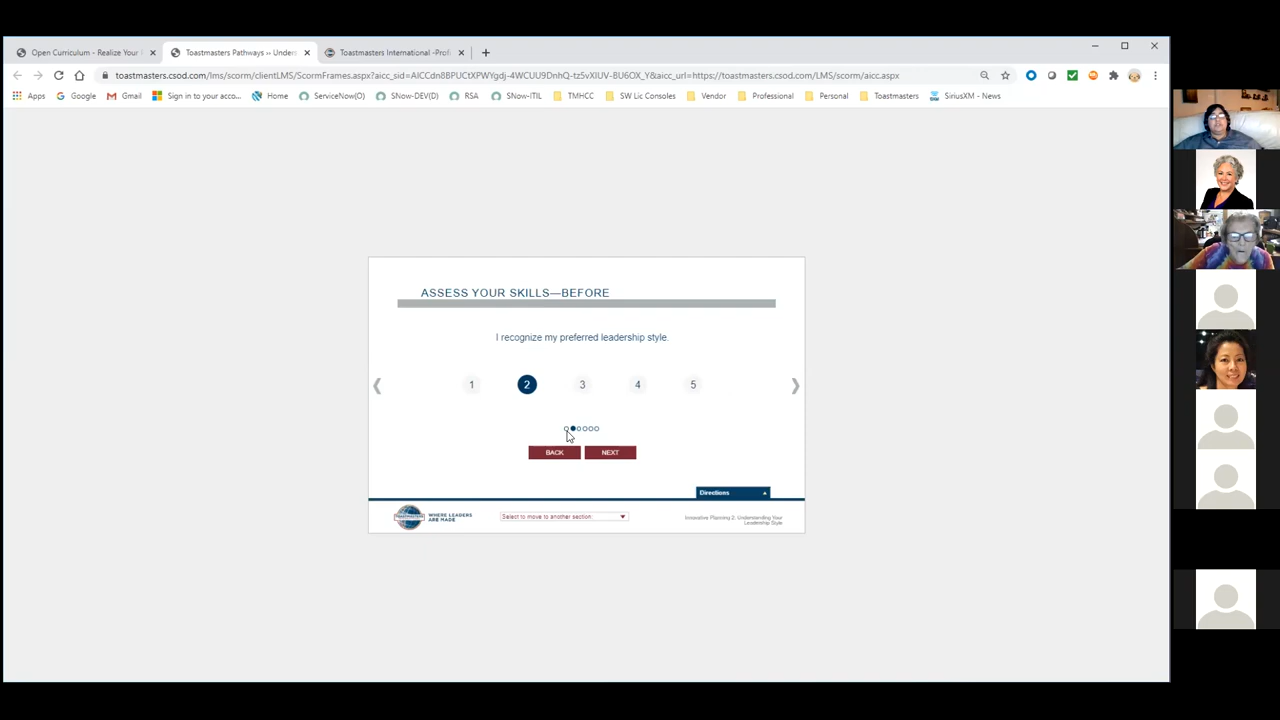 Open Curriculum - Realize Your
Toastmasters Pathways ›› Unders
Toastmasters International -Prof
toastmasters.csod.com/lms/scorm/clientLMS/ScormFrames.aspx?aicc_sid=AICCdn8BPUCtXPWYgdj-4WCUU9DnhQ-tz5vXIUV-BU6OX_Y&aicc_url=https://toastmasters.csod.com/LMS/scorm/aicc.aspx
Apps
Google
Gmail
Sign in to your acco...
Home
ServiceNow(O)
SNow-DEV(D)
RSA
SNow-ITIL
TMHCC
SW Lic Consoles
Vendor
Professional
Personal
Toastmasters
SiriusXM - News
ASSESS YOUR SKILLS—BEFORE
I recognize my preferred leadership style.
1 2 3 4 5
BACK NEXT
Directions
TOASTMASTERS
WHERE LEADERS
ARE MADE
Select to move to another section:
Innovative Planning 2: Understanding Your
Leadership Style